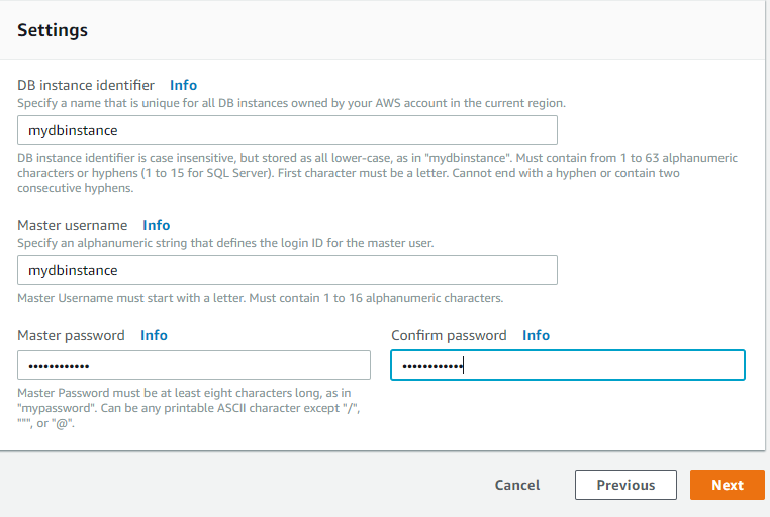 Settings
DB instance identifier Info
Specify a name that is unique for all DB instances owned by your AWS account in the current region.
mydbinstance
DB instance identifier is case insensitive, but stored as all lower-case, as in "mydbinstance". Must contain from 1 to 63 alphanumeric
characters or hyphens (1 to 15 for SQL Server). First character must be a letter. Cannot end with a hyphen or contain two
consecutive hyphens.
Master username Info
Specify an alphanumeric string that defines the login ID for the master user.
mydbinstance
Master Username must start with a letter. Must contain 1 to 16 alphanumeric characters.
Master password Info
Confirm password Info
••••••••••••
••••••••••••
Master Password must be at least eight characters long, as in
"mypassword". Can be any printable ASCII character except "/",
""", or "@".
Cancel
Previous
Next